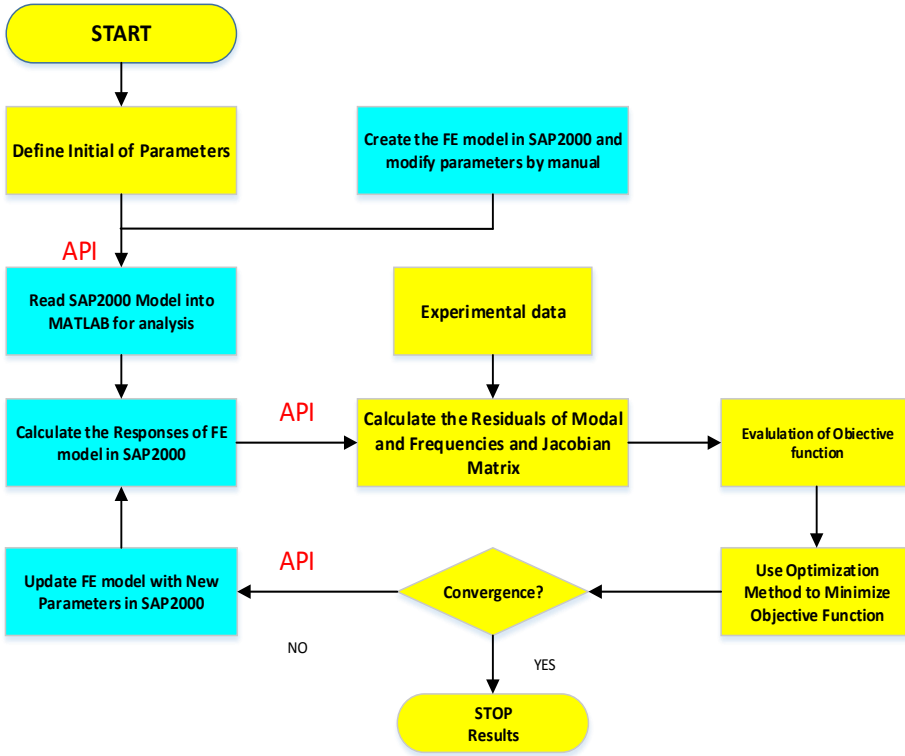 START
Define Initial of Parameters
Create the FE model in SAP2000 and
modify parameters by manual
API
Read SAP2000 Model into
MATLAB for analysis
Experimental data
Calculate the Responses of FE
model in SAP2000
API
Calculate the Residuals of Modal
and Frequencies and Jacobian
Matrix
Evalulation of Obiective
function
Update FE model with New
Parameters in SAP2000
API
NO
Convergence?
YES
Use Optimization
Method to Minimize
Objective Function
STOP
Results